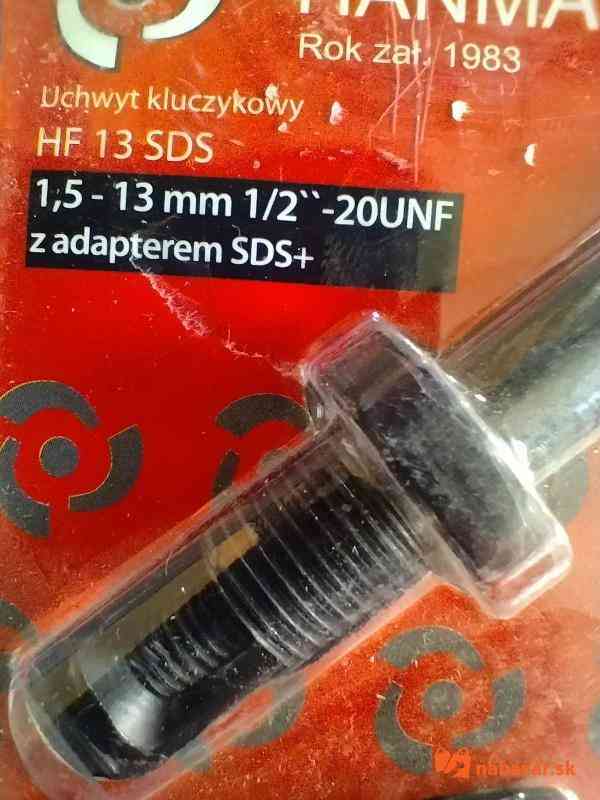 HANMA
Rok zał. 1983
Uchwyt kluczykowy
HF 13 SDS
1,5 - 13 mm 1/2``-20UNF
z adapterem SDS+
nabazar.sk